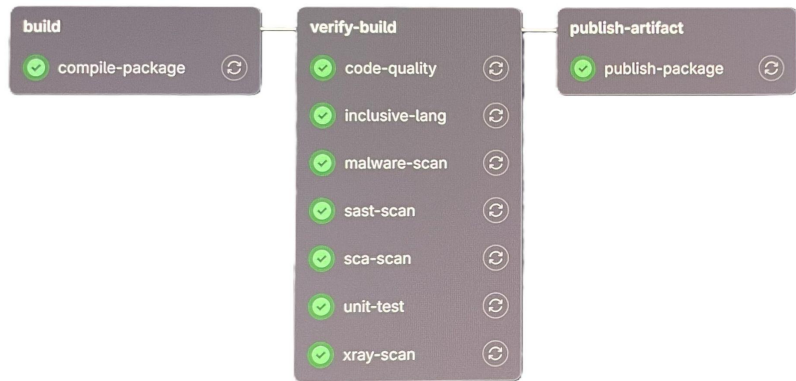 build
compile-package
verify-build
code-quality
inclusive-lang
malware-scan
sast-scan
sca-scan
unit-test
xray-scan
publish-artifact
publish-package